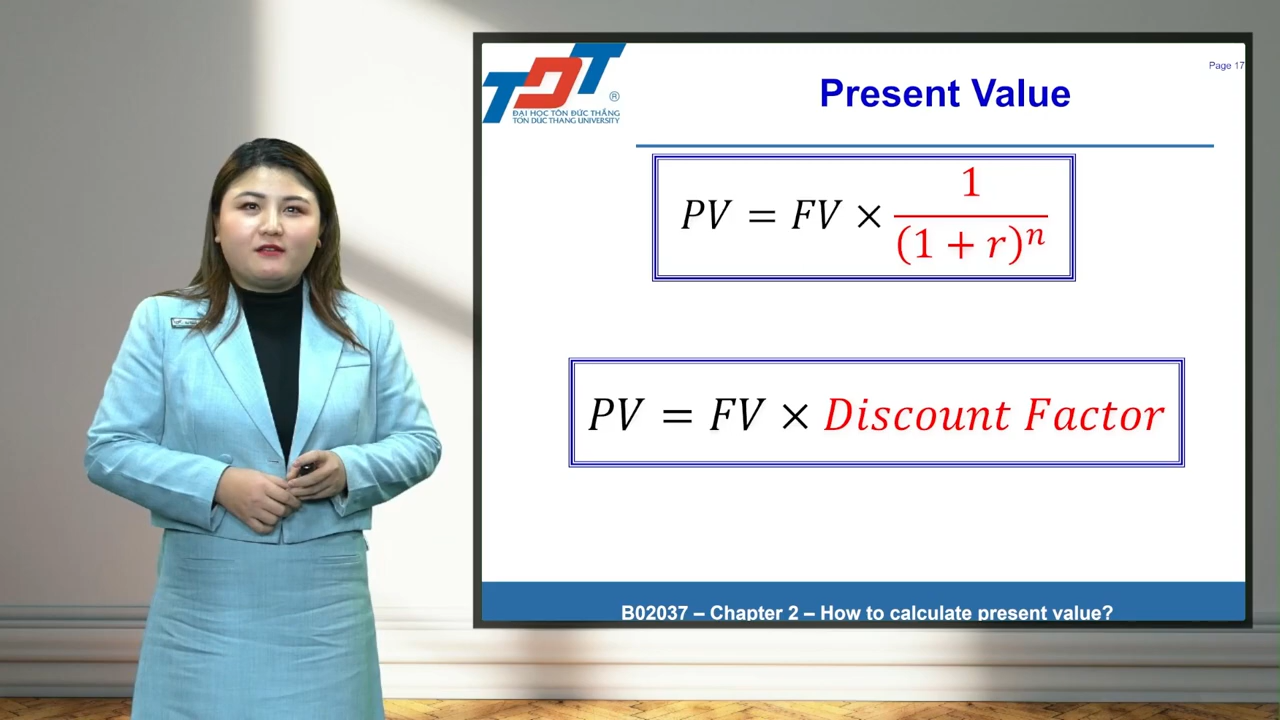 TDT
®
ĐẠI HỌC TÔN ĐỨC THẮNG
TON DUC THANG UNIVERSITY
Page 17
Present Value
PV = FV × 1/(1 + r)^n
PV = FV × Discount Factor
B02037 – Chapter 2 – How to calculate present value?